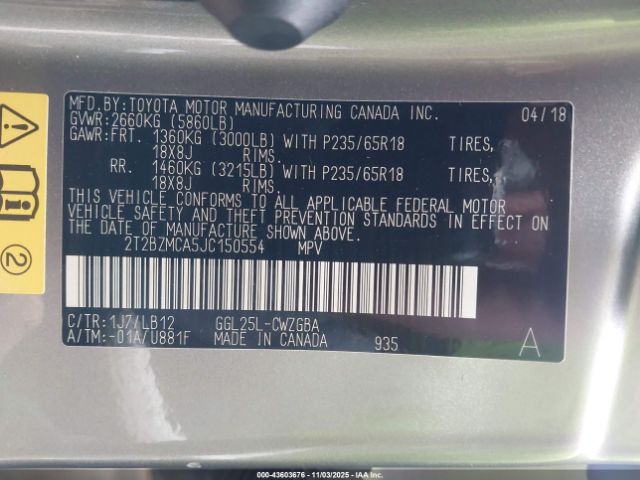 MFD. BY: TOYOTA MOTOR MANUFACTURING CANADA INC. 04/18
GVWR: 2660KG (5860LB)
GAWR: FRT. 1360KG (3000LB) WITH P235/65R18 TIRES,
18X8J RIMS.
RR. 1460KG (3215LB) WITH P235/65R18 TIRES,
18X8J RIMS.
THIS VEHICLE CONFORMS TO ALL APPLICABLE FEDERAL MOTOR
VEHICLE SAFETY AND THEFT PREVENTION STANDARDS IN EFFECT ON
THE DATE OF MANUFACTURE SHOWN ABOVE.
2T2BZMCA5JC150554 MPV
C/TR: 1J7/LB12 GGL25L-CWZGBA
A/TM:-01A/U881F MADE IN CANADA 935 A
2
000-43603676 - 11/03/2025 - IAA Inc.